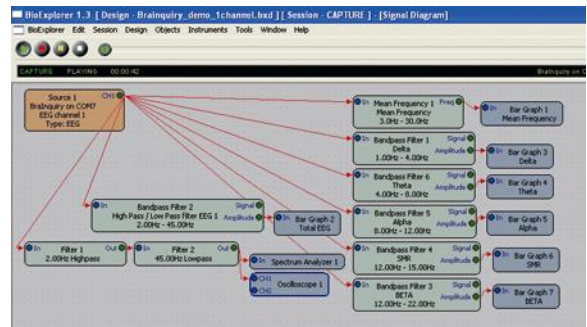 BioExplorer 1.3 [ Design - Brainquiry_demo_1channel.bxd ] [ Session - CAPTURE ] - [Signal Diagram]
BioExplorer Edit Session Design Objects Instruments Tools Window Help
CAPTURE PLAYING 00:00:42 Brainquiry on C
Source 1 CH1
BraInquiry on COM7
EEG channel 1
Type: EEG
In Mean Frequency 1 Freq
Mean Frequency
3.0Hz - 30.0Hz
In Bar Graph 1
Mean Frequency
In Bandpass Filter 1 Signal
Delta Amplitude
1.00Hz - 4.00Hz
In Bar Graph 3
Delta
In Bandpass Filter 6 Signal
Theta Amplitude
4.00Hz - 8.00Hz
In Bar Graph 4
Theta
In Bandpass Filter 2 Signal
High Pass / Low Pass filter EEG 1 Amplitude
2.00Hz - 45.00Hz
In Bar Graph 2
Total EEG
In Bandpass Filter 5 Signal
Alpha Amplitude
8.00Hz - 12.00Hz
In Bar Graph 5
Alpha
In Filter 1 Out
2.00Hz Highpass
In Filter 2 Out
45.00Hz Lowpass
In Spectrum Analyzer 1
CH1
Oscilloscope 1
CH2
In Bandpass Filter 4 Signal
SMR Amplitude
12.00Hz - 15.00Hz
In Bar Graph 6
SMR
In Bandpass Filter 3 Signal
BETA Amplitude
12.00Hz - 22.00Hz
In Bar Graph 7
BETA